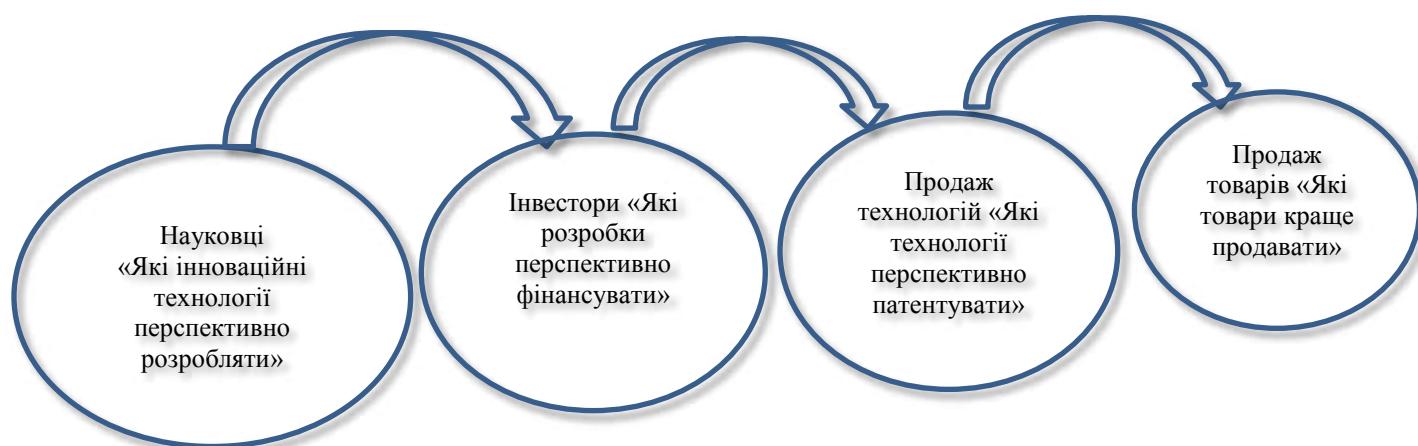 Науковці
«Які інноваційні
технології
перспективно
розробляти»
Інвестори «Які
розробки
перспективно
фінансувати»
Продаж
технологій «Які
технології
перспективно
патентувати»
Продаж
товарів «Які
товари краще
продавати»